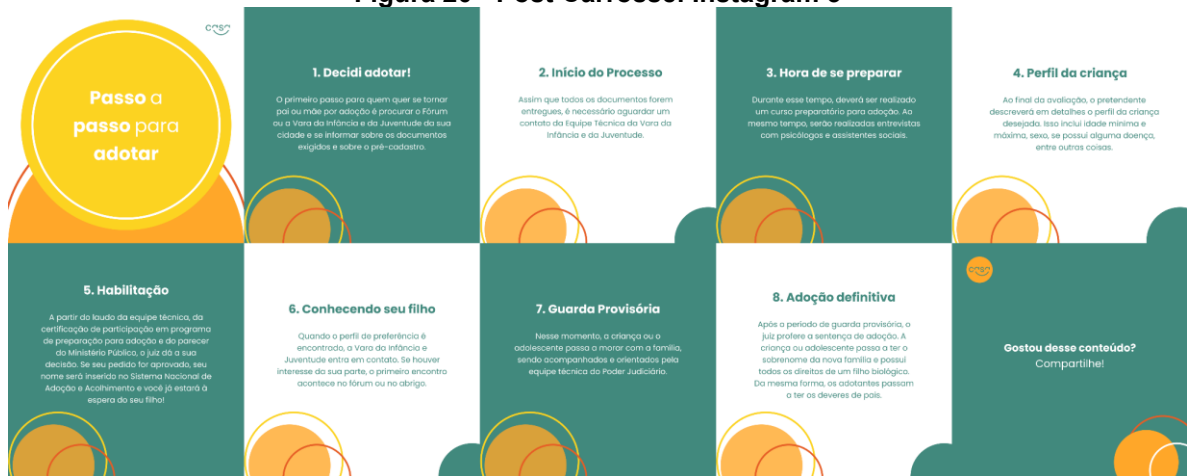 Figura 20 - Post Carrossel Instagram 3
casa
Passo a
passo para
adotar
1. Decidi adotar!
O primeiro passo para quem quer se tornar
pai ou mãe por adoção é procurar o Fórum
ou a Vara da Infância e da Juventude da sua
cidade e se informar sobre os documentos
exigidos e sobre o pré-cadastro.
2. Início do Processo
Assim que todos os documentos forem
entregues, é necessário aguardar um
contato da Equipe Técnica da Vara da
Infância e da Juventude.
3. Hora de se preparar
Durante esse tempo, deverá ser realizado
um curso preparatório para adoção. Ao
mesmo tempo, serão realizadas entrevistas
com psicólogos e assistentes sociais.
4. Perfil da criança
Ao final da avaliação, o pretendente
descreverá em detalhes o perfil da criança
desejada. Isso inclui idade mínima e
máxima, sexo, se possui alguma doença,
entre outras coisas.
5. Habilitação
A partir do laudo da equipe técnica, da
certificação de participação em programa
de preparação para adoção e do parecer
do Ministério Público, o juiz dá a sua
decisão. Se seu pedido for aprovado, seu
nome será inserido no Sistema Nacional de
Adoção e Acolhimento e você já estará à
espera do seu filho!
6. Conhecendo seu filho
Quando o perfil de preferência é
encontrado, a Vara da Infância e
Juventude entra em contato. Se houver
interesse da sua parte, o primeiro encontro
acontece no fórum ou no abrigo.
7. Guarda Provisória
Nesse momento, a criança ou o
adolescente passa a morar com a família,
sendo acompanhados e orientados pela
equipe técnica do Poder Judiciário.
8. Adoção definitiva
Após o período de guarda provisória, o
juiz profere a sentença de adoção. A
criança ou adolescente passa a ter o
sobrenome da nova família e possui
todos os direitos de um filho biológico.
Da mesma forma, os adotantes passam
a ter os deveres de pais.
casa
Gostou desse conteúdo?
Compartilhe!